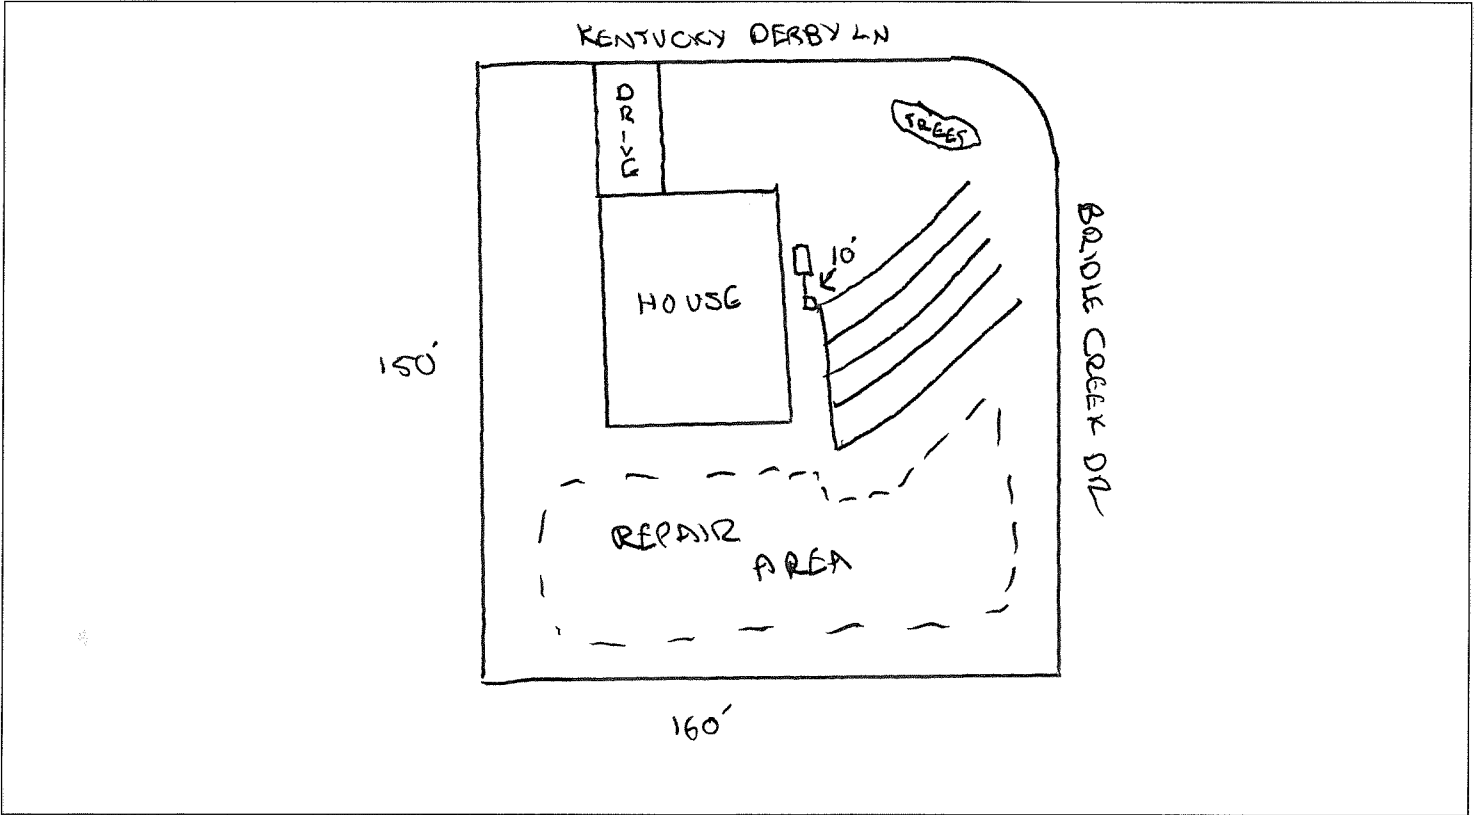 KENTUCKY DERBY LN
DRIVE
TREES
10'
HOUSE
BRIDLE CREEK DR
150'
REPAIR
AREA
160'